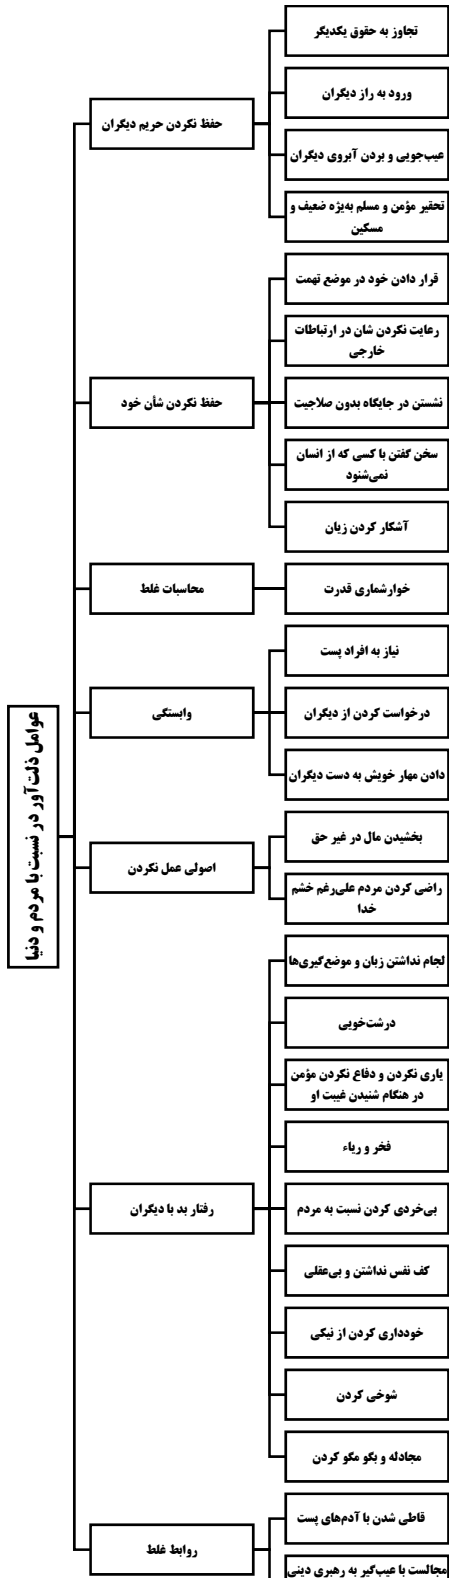 عوامل ذلت‌آور در نسبت با مردم و دنیا
حفظ نکردن حریم دیگران
تجاوز به حقوق یکدیگر
ورود به راز دیگران
عیب‌جویی و بردن آبروی دیگران
تحقیر مؤمن و مسلم به‌یژه ضعیف و
مسکین
حفظ نکردن شأن خود
قرار دادن خود در موضع تهمت
رعایت نکردن شان در ارتباطات
خارجی
نشستن در جایگاه بدون صلاحیت
سخن گفتن با کسی که از انسان
نمی‌شنود
آشکار کردن زیان
محاسبات غلط
خوارشماری قدرت
وابستگی
نیاز به افراد پست
درخواست کردن از دیگران
دادن مهار خویش به دست دیگران
اصولی عمل نکردن
بخشیدن مال در غیر حق
راضی کردن مردم علی‌رغم خشم
خدا
رفتار بد با دیگران
لجام نداشتن زبان و موضع‌گیری‌ها
درشت‌خویی
یاری نکردن و دفاع نکردن مؤمن
در هنگام شنیدن غیبت او
فخر و ریاء
بی‌خردی کردن نسبت به مردم
کف نفس نداشتن و بی‌عقلی
خودداری کردن از نیکی
شوخی کردن
مجادله و بگو مگو کردن
روابط غلط
قاطی شدن با آدم‌های پست
مجالست با عیب‌گیر به رهبری دینی